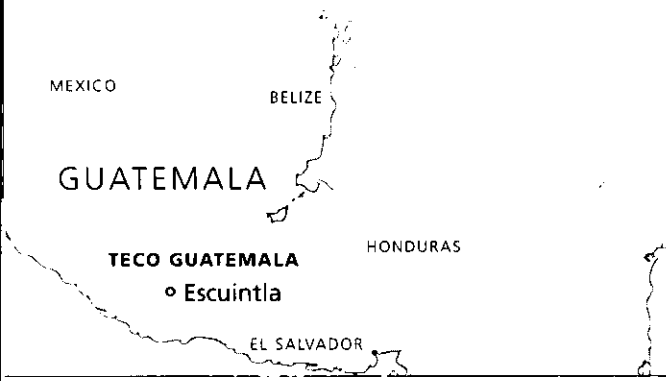 MEXICO
BELIZE
GUATEMALA
TECO GUATEMALA
HONDURAS
Escuintla
EL SALVADOR